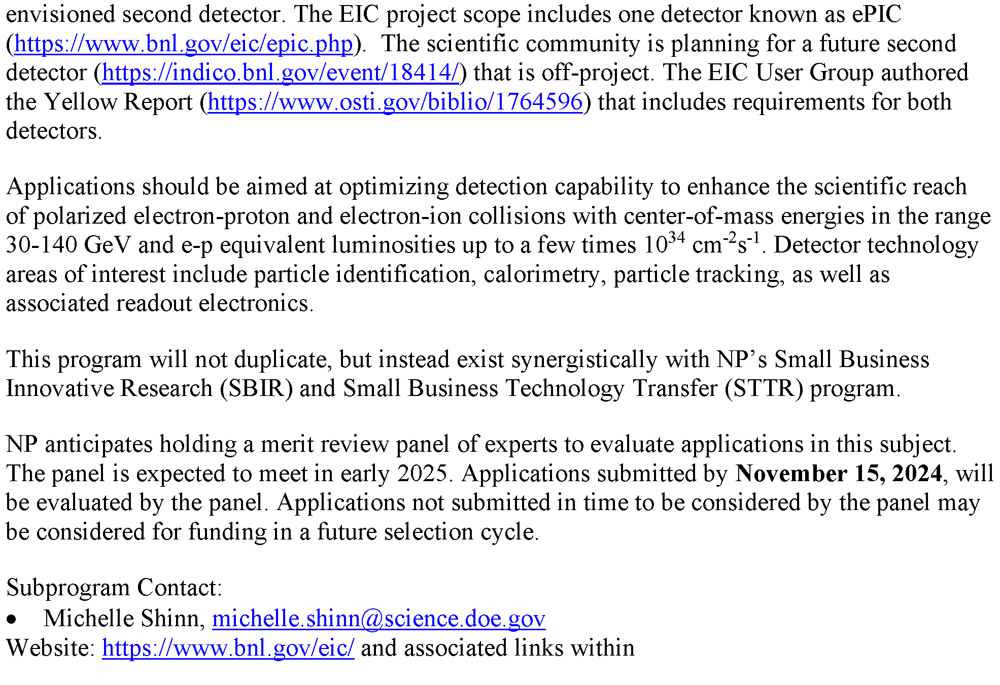 envisioned second detector. The EIC project scope includes one detector known as ePIC
(https://www.bnl.gov/eic/epic.php).  The scientific community is planning for a future second
detector (https://indico.bnl.gov/event/18414/) that is off-project. The EIC User Group authored
the Yellow Report (https://www.osti.gov/biblio/1764596) that includes requirements for both
detectors.
Applications should be aimed at optimizing detection capability to enhance the scientific reach
of polarized electron-proton and electron-ion collisions with center-of-mass energies in the range
30-140 GeV and e-p equivalent luminosities up to a few times 10³⁴ cm⁻²s⁻¹. Detector technology
areas of interest include particle identification, calorimetry, particle tracking, as well as
associated readout electronics.
This program will not duplicate, but instead exist synergistically with NP’s Small Business
Innovative Research (SBIR) and Small Business Technology Transfer (STTR) program.
NP anticipates holding a merit review panel of experts to evaluate applications in this subject.
The panel is expected to meet in early 2025. Applications submitted by November 15, 2024, will
be evaluated by the panel. Applications not submitted in time to be considered by the panel may
be considered for funding in a future selection cycle.
Subprogram Contact:
• Michelle Shinn, michelle.shinn@science.doe.gov
Website: https://www.bnl.gov/eic/ and associated links within